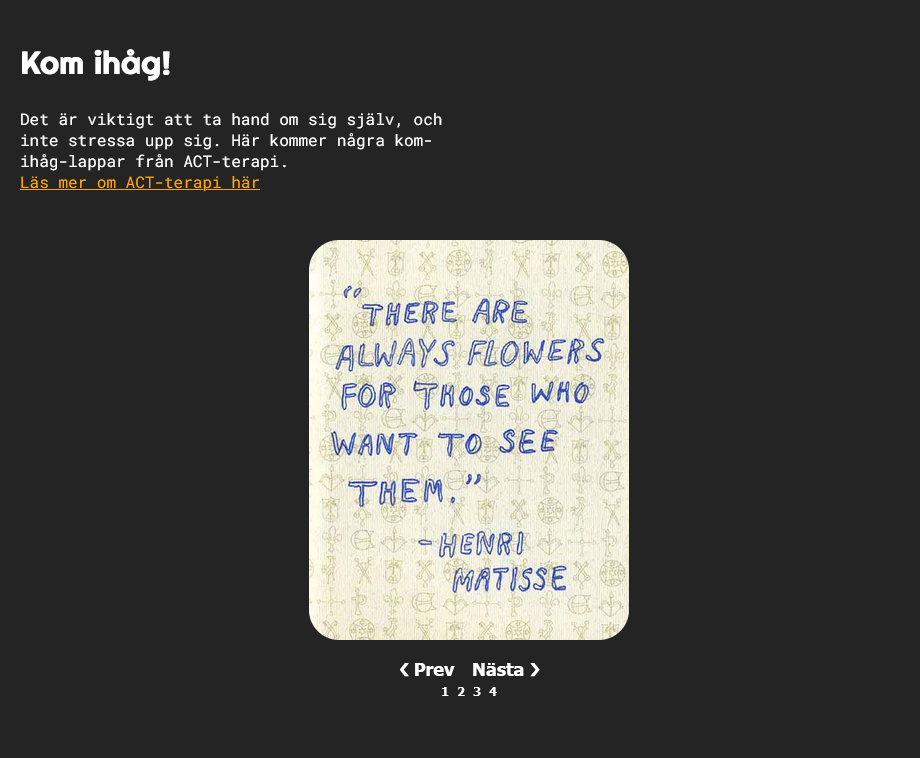 Kom ihåg!
Det är viktigt att ta hand om sig själv, och
inte stressa upp sig. Här kommer några kom-
ihåg-lappar från ACT-terapi.
Läs mer om ACT-terapi här
“THERE ARE
ALWAYS FLOWERS
FOR THOSE WHO
WANT TO SEE
THEM.”
-HENRI
MATISSE
❮ Prev Nästa ❯
1 2 3 4